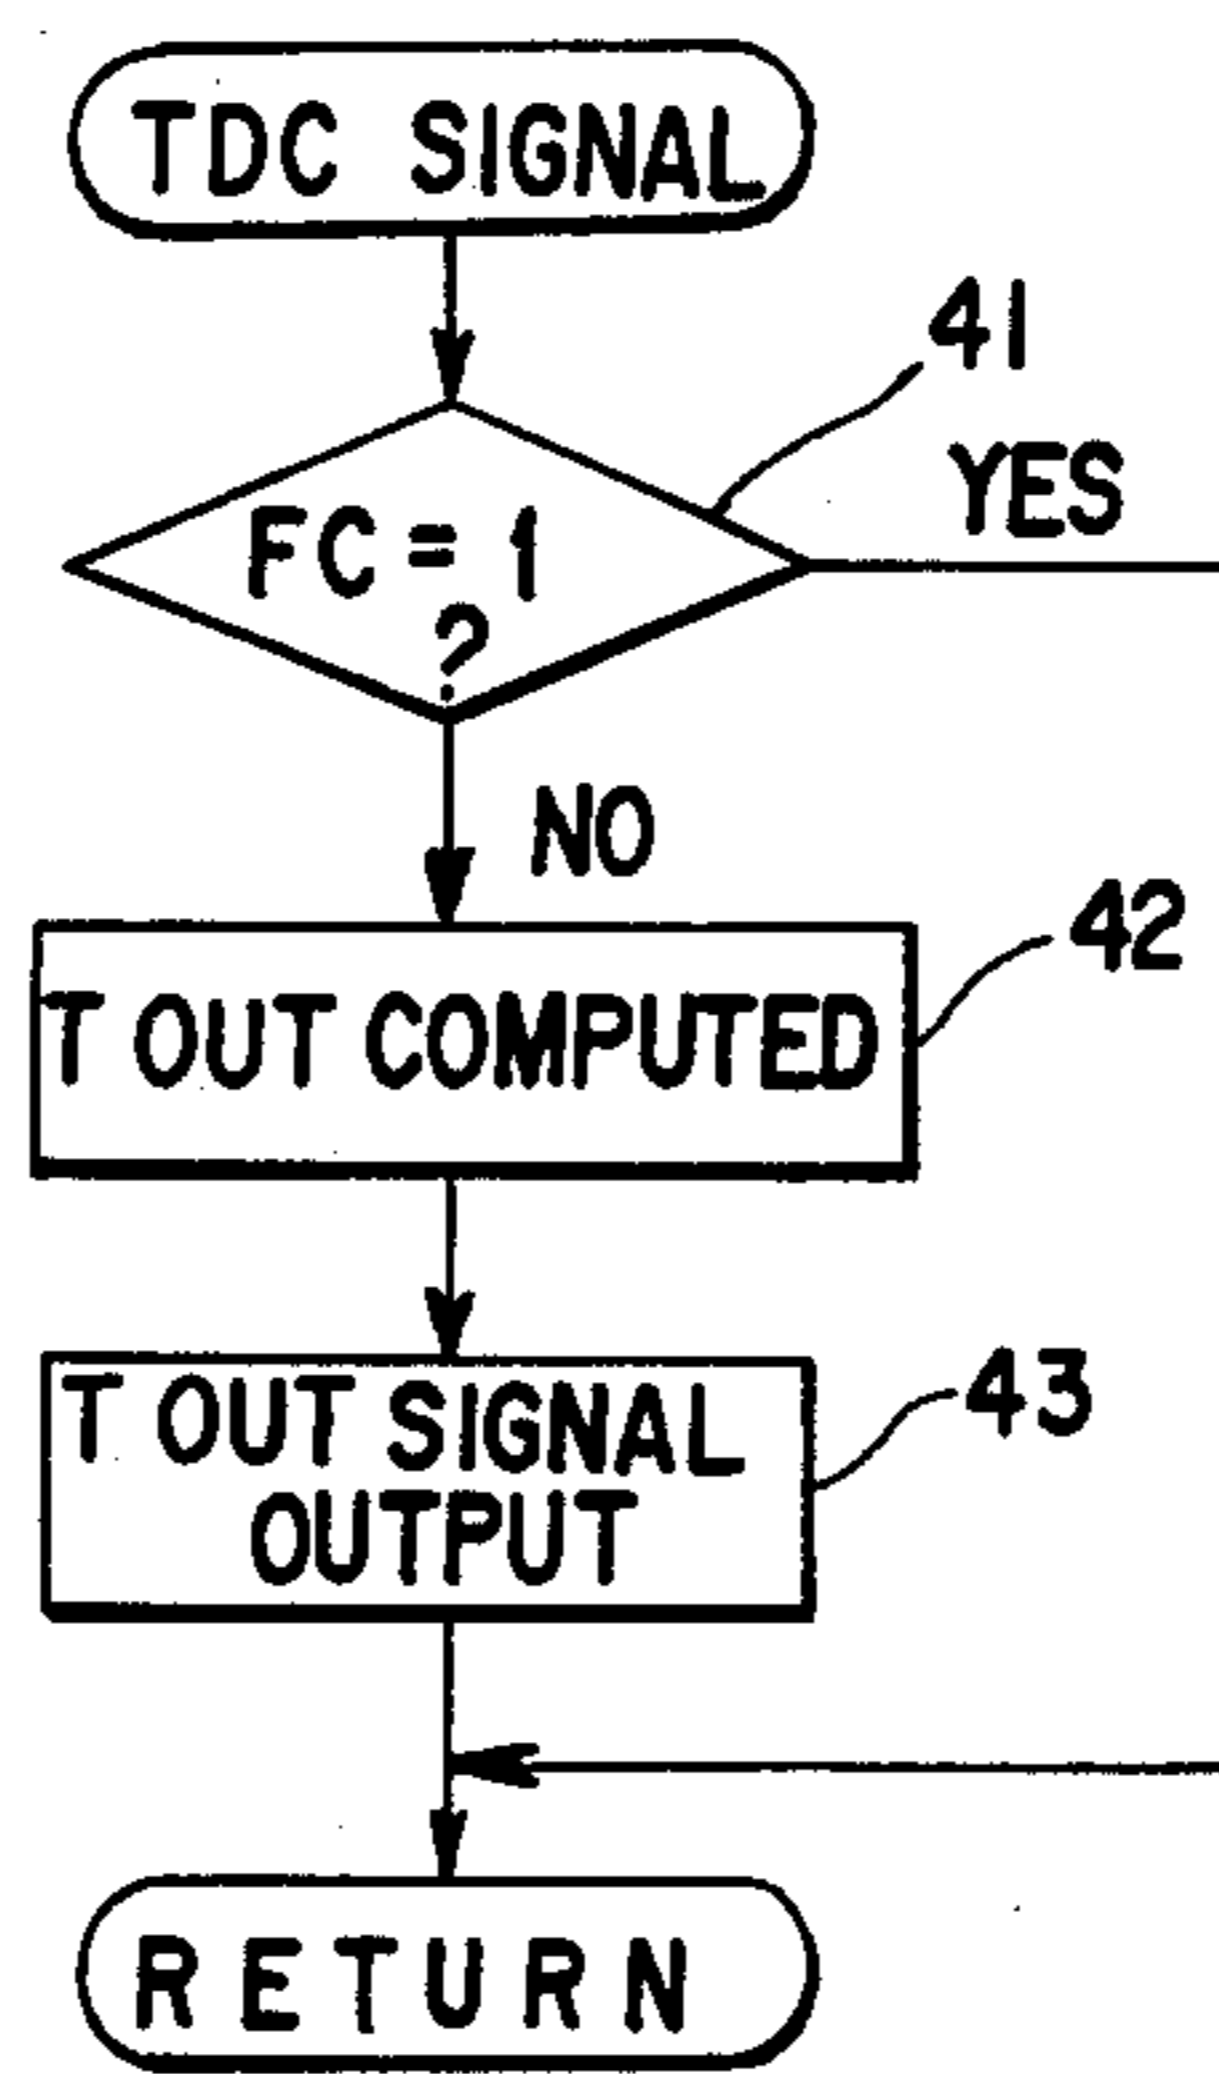 TDC SIGNAL
41
YES
FC = 1
?
NO
42
T OUT COMPUTED
43
T OUT SIGNAL
OUTPUT
RETURN